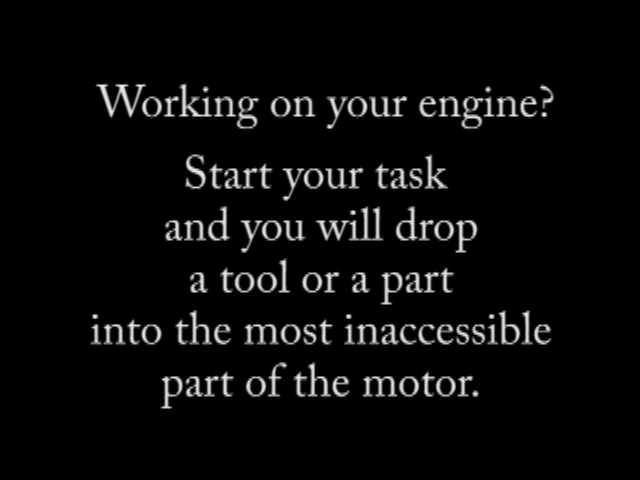 Working on your engine?
Start your task
and you will drop
a tool or a part
into the most inaccessible
part of the motor.